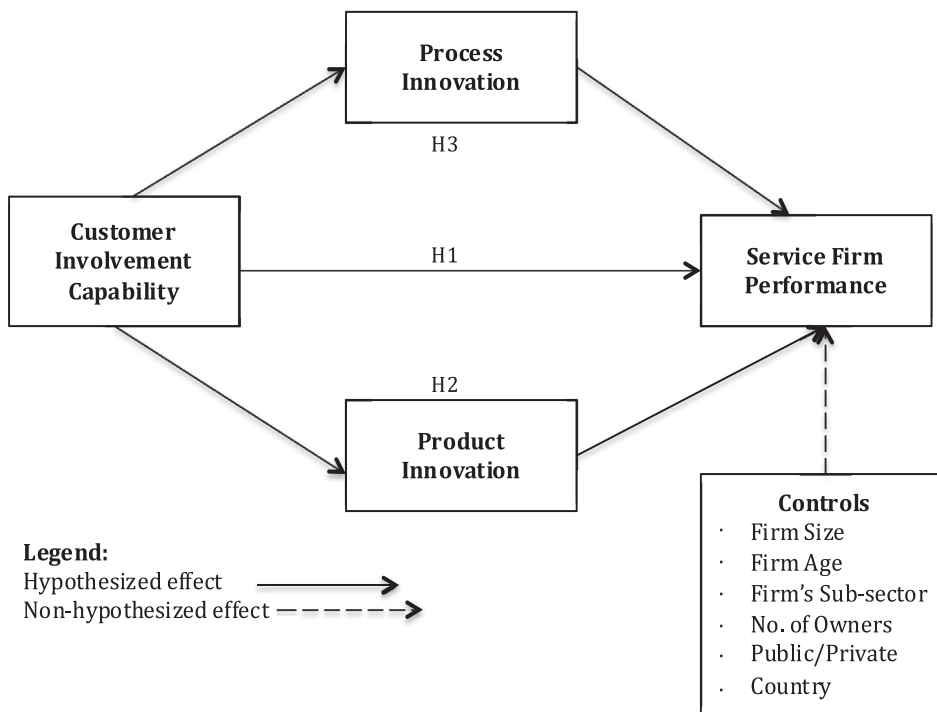 Process
Innovation
H3
Customer
Involvement
Capability
H1
Service Firm
Performance
H2
Product
Innovation
Controls
· Firm Size
· Firm Age
· Firm's Sub-sector
· No. of Owners
· Public/Private
· Country
Legend:
Hypothesized effect
Non-hypothesized effect